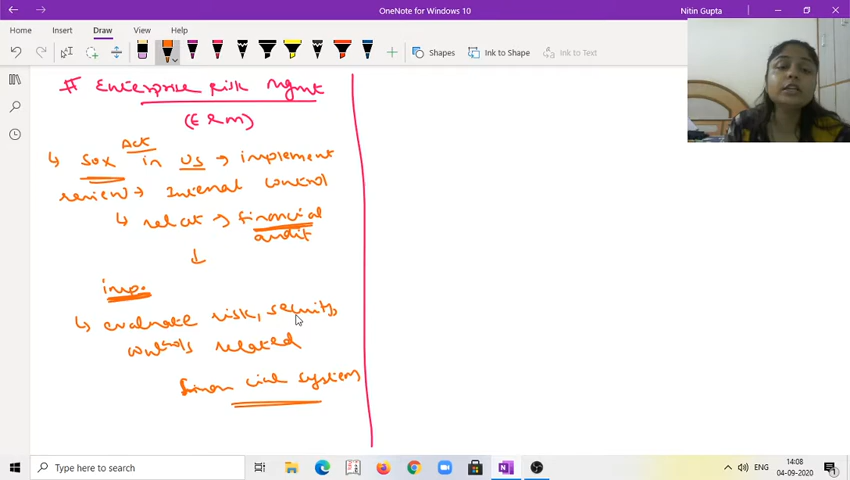 OneNote for Windows 10
Nitin Gupta
Home Insert Draw View Help
Shapes Ink to Shape Ink to Text
# Enterprise Risk Mgmt
(ERM)
Act
↳ SOX in US → implement
review → Internal control
↳ relat → financial
audit
↓
imp.
↳ evaluate risk, security,
controls related
financial systems
Type here to search
ENG
14:08
04-09-2020